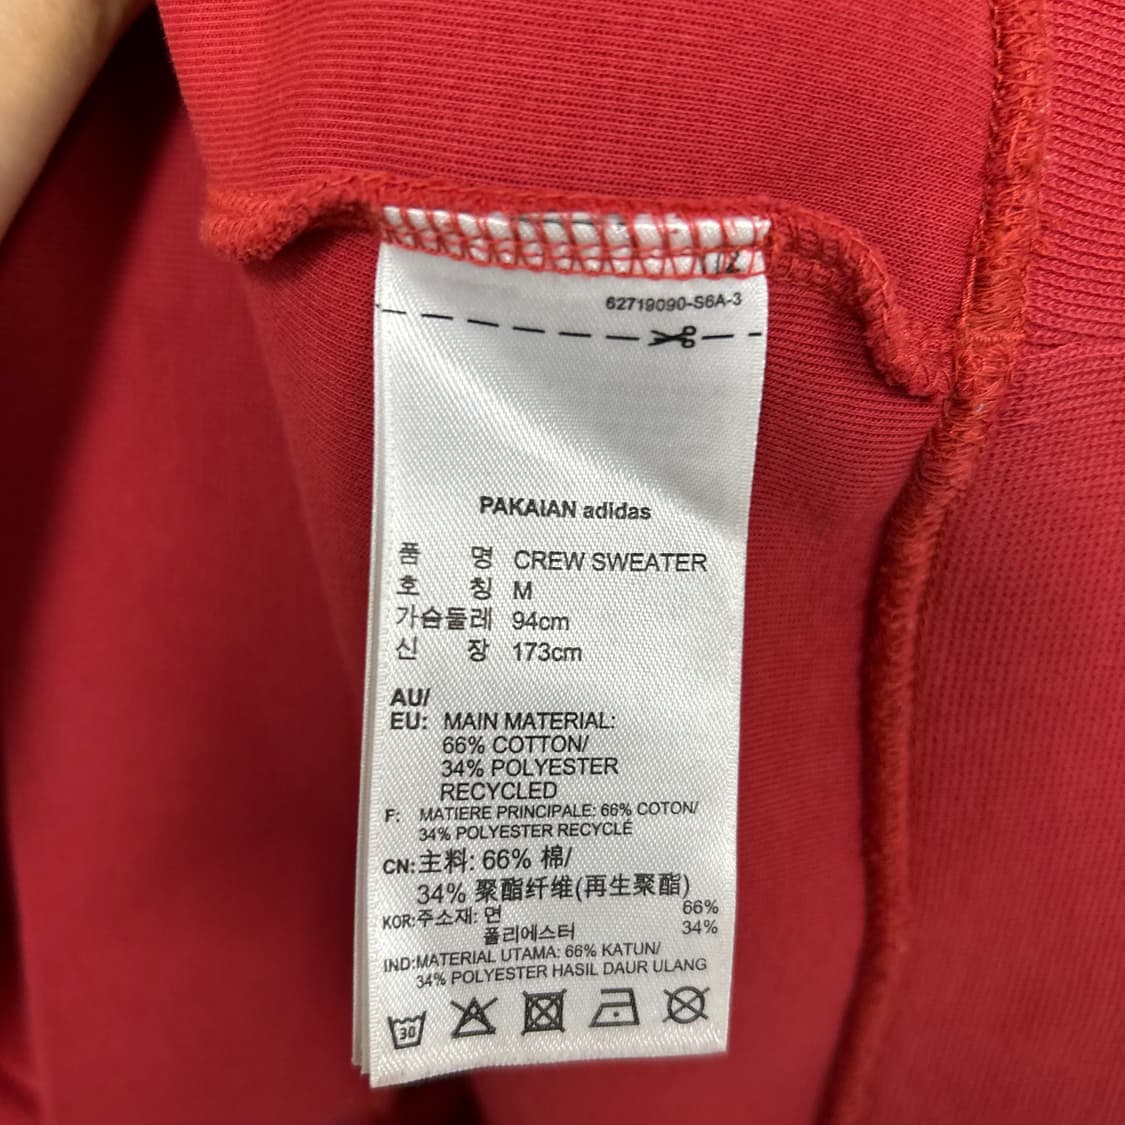 62719090-S6A-3
PAKAIAN adidas
품 명 CREW SWEATER
호 칭 M
가슴둘레 94cm
신 장 173cm
AU/
EU: MAIN MATERIAL:
66% COTTON/
34% POLYESTER
RECYCLED
F: MATIERE PRINCIPALE: 66% COTON/
34% POLYESTER RECYCLÉ
CN: 主料: 66% 棉/
34% 聚酯纤维(再生聚酯)
KOR: 주소재: 면 66%
폴리에스터 34%
IND: MATERIAL UTAMA: 66% KATUN/
34% POLYESTER HASIL DAUR ULANG
30